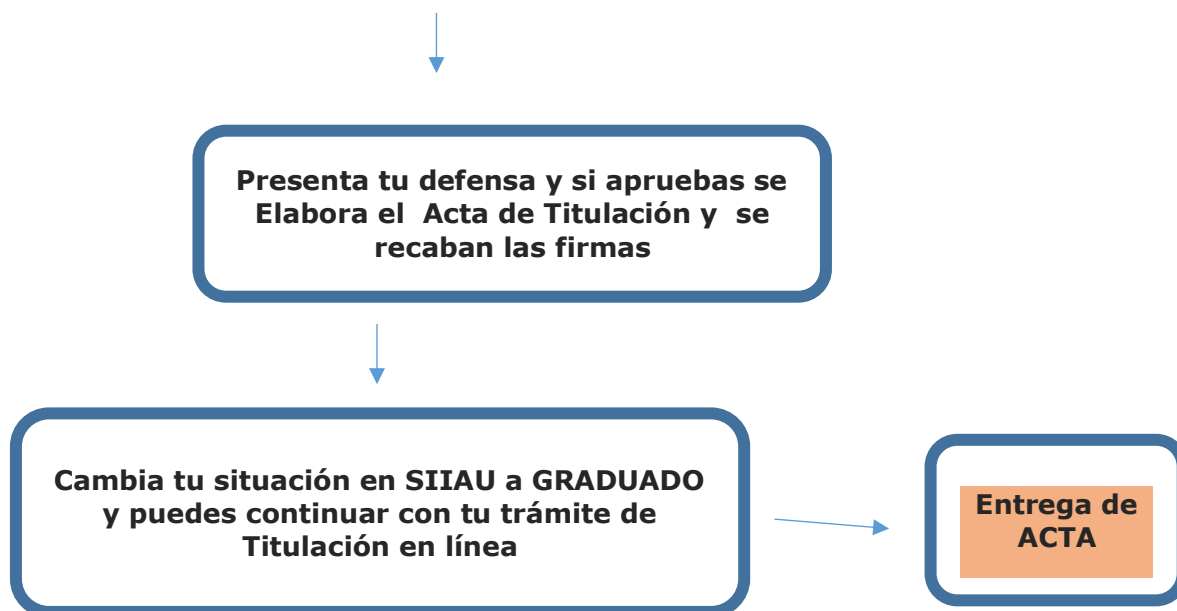 Presenta tu defensa y si apruebas se
Elabora el  Acta de Titulación y  se
recaban las firmas
Cambia tu situación en SIIAU a GRADUADO
y puedes continuar con tu trámite de
Titulación en línea
Entrega de
ACTA